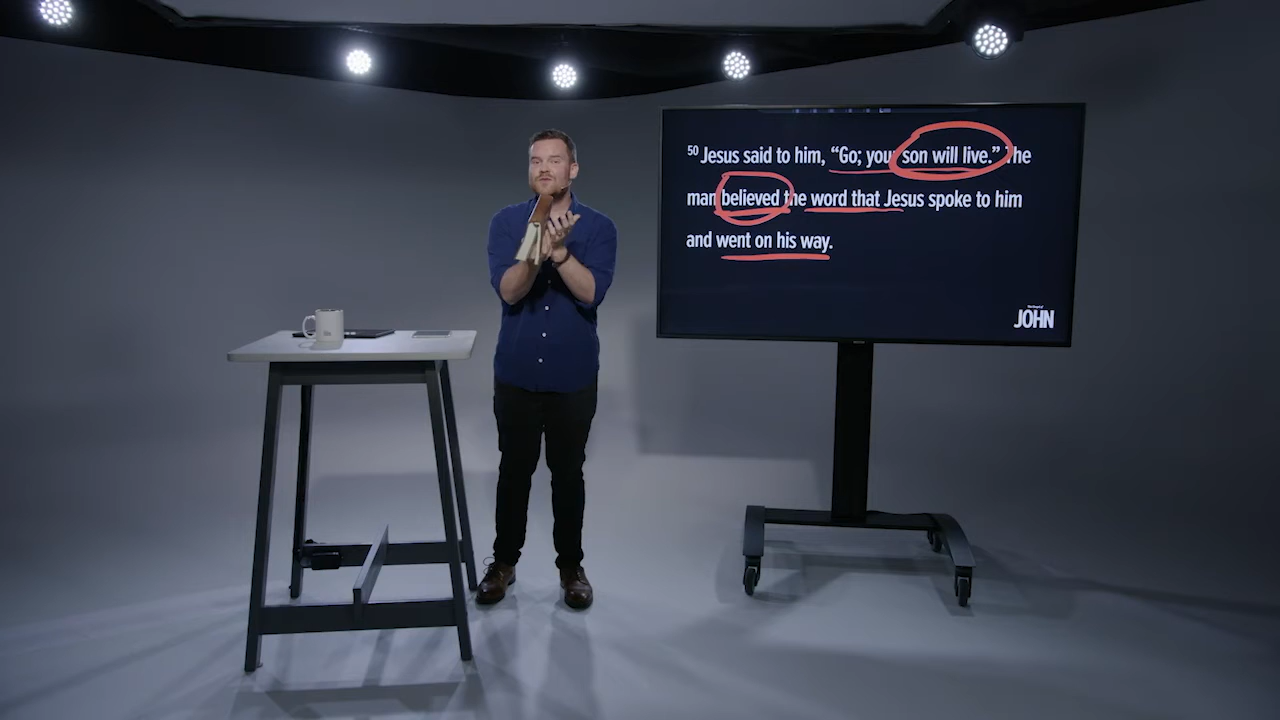 50 Jesus said to him, “Go; your son will live.” The
man believed the word that Jesus spoke to him
and went on his way.
JOHN